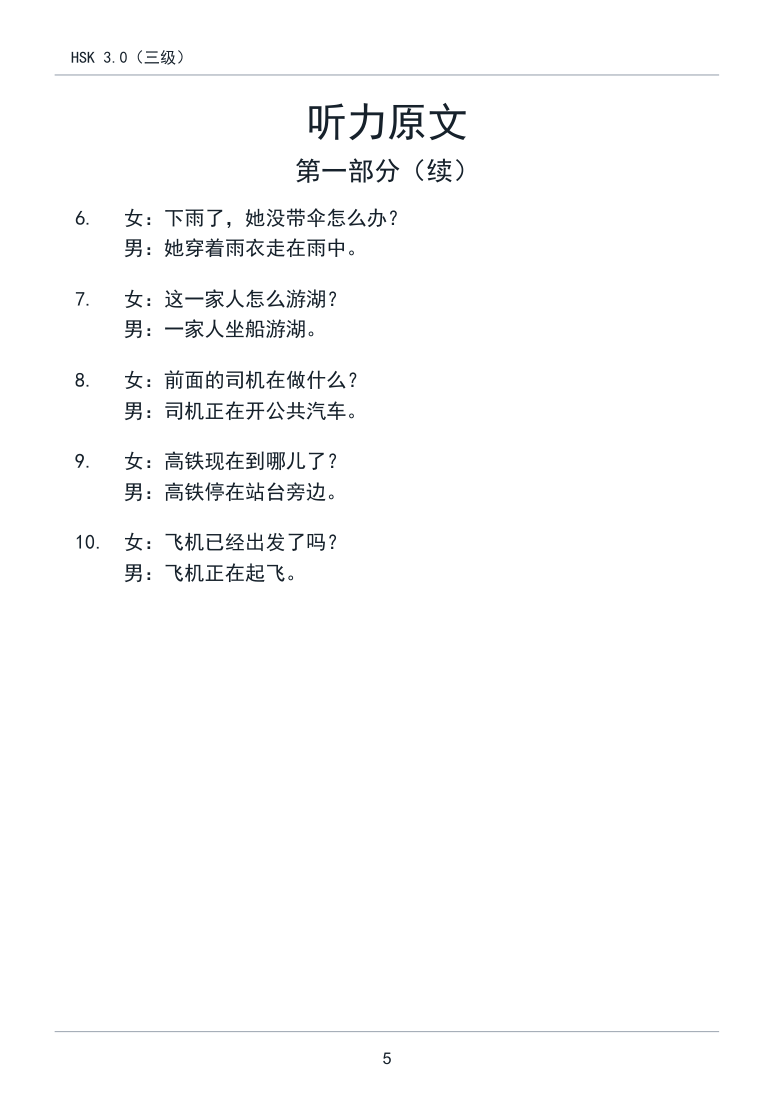 HSK 3.0（三级）
听力原文
第一部分（续）
6. 女：下雨了，她没带伞怎么办？
男：她穿着雨衣走在雨中。
7. 女：这一家人怎么游湖？
男：一家人坐船游湖。
8. 女：前面的司机在做什么？
男：司机正在开公共汽车。
9. 女：高铁现在到哪儿了？
男：高铁停在站台旁边。
10. 女：飞机已经出发了吗？
男：飞机正在起飞。
5